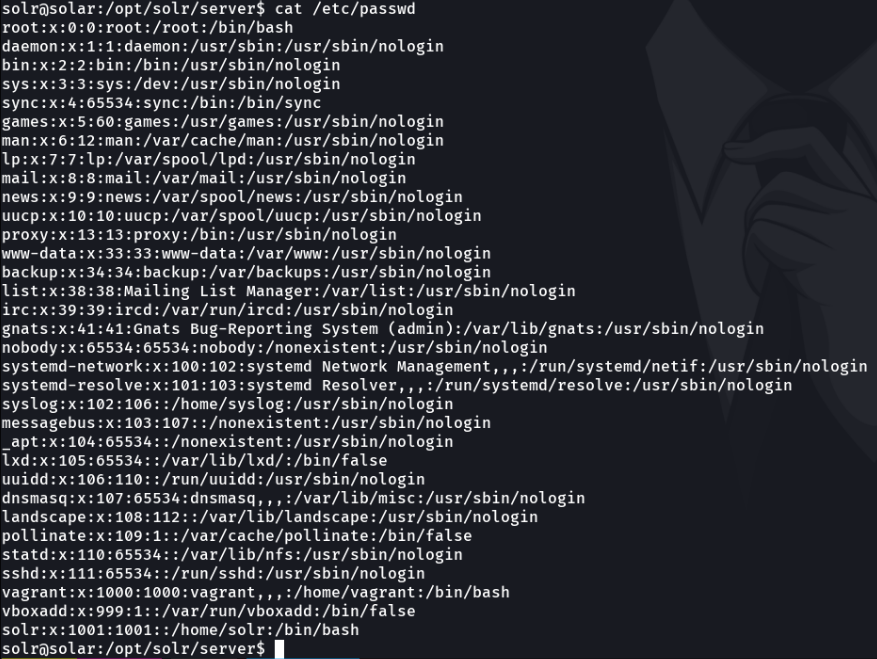 solr@solar:/opt/solr/server$ cat /etc/passwd
root:x:0:0:root:/root:/bin/bash
daemon:x:1:1:daemon:/usr/sbin:/usr/sbin/nologin
bin:x:2:2:bin:/bin:/usr/sbin/nologin
sys:x:3:3:sys:/dev:/usr/sbin/nologin
sync:x:4:65534:sync:/bin:/bin/sync
games:x:5:60:games:/usr/games:/usr/sbin/nologin
man:x:6:12:man:/var/cache/man:/usr/sbin/nologin
lp:x:7:7:lp:/var/spool/lpd:/usr/sbin/nologin
mail:x:8:8:mail:/var/mail:/usr/sbin/nologin
news:x:9:9:news:/var/spool/news:/usr/sbin/nologin
uucp:x:10:10:uucp:/var/spool/uucp:/usr/sbin/nologin
proxy:x:13:13:proxy:/bin:/usr/sbin/nologin
www-data:x:33:33:www-data:/var/www:/usr/sbin/nologin
backup:x:34:34:backup:/var/backups:/usr/sbin/nologin
list:x:38:38:Mailing List Manager:/var/list:/usr/sbin/nologin
irc:x:39:39:ircd:/var/run/ircd:/usr/sbin/nologin
gnats:x:41:41:Gnats Bug-Reporting System (admin):/var/lib/gnats:/usr/sbin/nologin
nobody:x:65534:65534:nobody:/nonexistent:/usr/sbin/nologin
systemd-network:x:100:102:systemd Network Management,,,:/run/systemd/netif:/usr/sbin/nologin
systemd-resolve:x:101:103:systemd Resolver,,,:/run/systemd/resolve:/usr/sbin/nologin
syslog:x:102:106::/home/syslog:/usr/sbin/nologin
messagebus:x:103:107::/nonexistent:/usr/sbin/nologin
_apt:x:104:65534::/nonexistent:/usr/sbin/nologin
lxd:x:105:65534::/var/lib/lxd/:/bin/false
uuidd:x:106:110::/run/uuidd:/usr/sbin/nologin
dnsmasq:x:107:65534:dnsmasq,,,:/var/lib/misc:/usr/sbin/nologin
landscape:x:108:112::/var/lib/landscape:/usr/sbin/nologin
pollinate:x:109:1::/var/cache/pollinate:/bin/false
statd:x:110:65534::/var/lib/nfs:/usr/sbin/nologin
sshd:x:111:65534::/run/sshd:/usr/sbin/nologin
vagrant:x:1000:1000:vagrant,,,:/home/vagrant:/bin/bash
vboxadd:x:999:1::/var/run/vboxadd:/bin/false
solr:x:1001:1001::/home/solr:/bin/bash
solr@solar:/opt/solr/server$